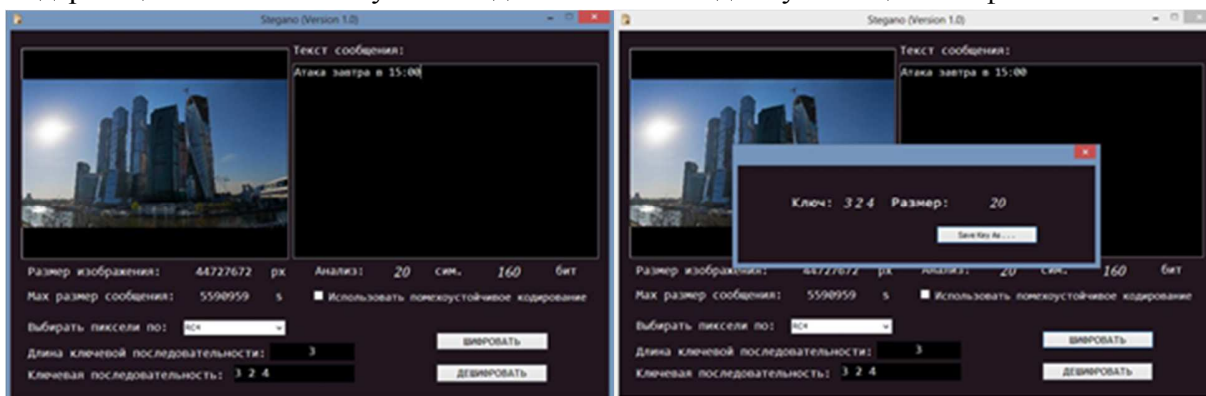 Stegano (Version 1.0)
Текст сообщения:
Атака завтра в 15:00
Размер изображения: 44727672 px Анализ: 20 сим. 160 бит
Max размер сообщения: 5590959 s Использовать помехоустойчивое кодирование
Выбирать пиксели по: RC4
ШИФРОВАТЬ
Длина ключевой последовательности: 3
Ключевая последовательность: 3 2 4 ДЕШИФРОВАТЬ
Stegano (Version 1.0)
Текст сообщения:
Атака завтра в 15:00
Ключ: 3 2 4 Размер: 20
Save Key As...
Размер изображения: 44727672 px Анализ: 20 сим. 160 бит
Max размер сообщения: 5590959 s Использовать помехоустойчивое кодирование
Выбирать пиксели по: RC4
ШИФРОВАТЬ
Длина ключевой последовательности: 3
Ключевая последовательность: 3 2 4 ДЕШИФРОВАТЬ